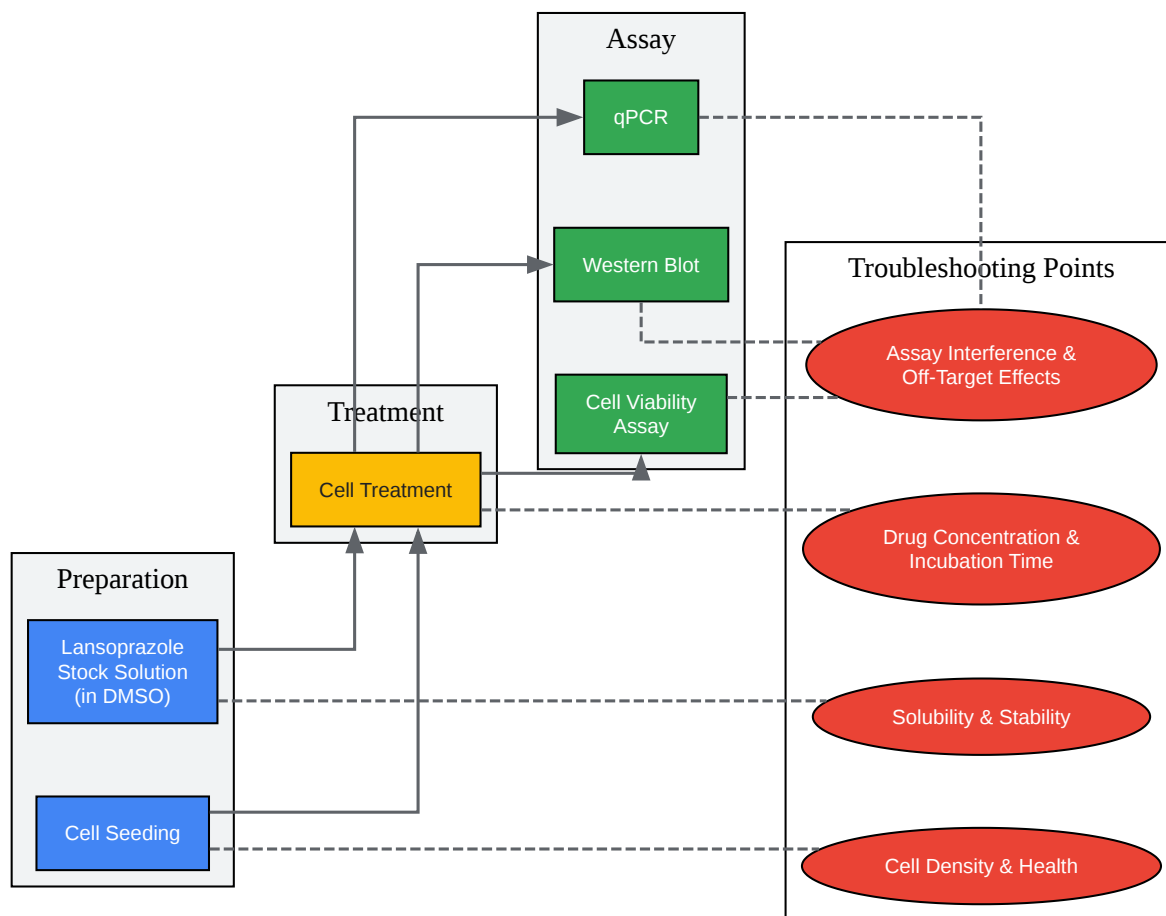 Assay
qPCR
Western Blot
Cell Viability
Assay
Treatment
Cell Treatment
Preparation
Lansoprazole
Stock Solution
(in DMSO)
Cell Seeding
Troubleshooting Points
Assay Interference &
Off-Target Effects
Drug Concentration &
Incubation Time
Solubility & Stability
Cell Density & Health